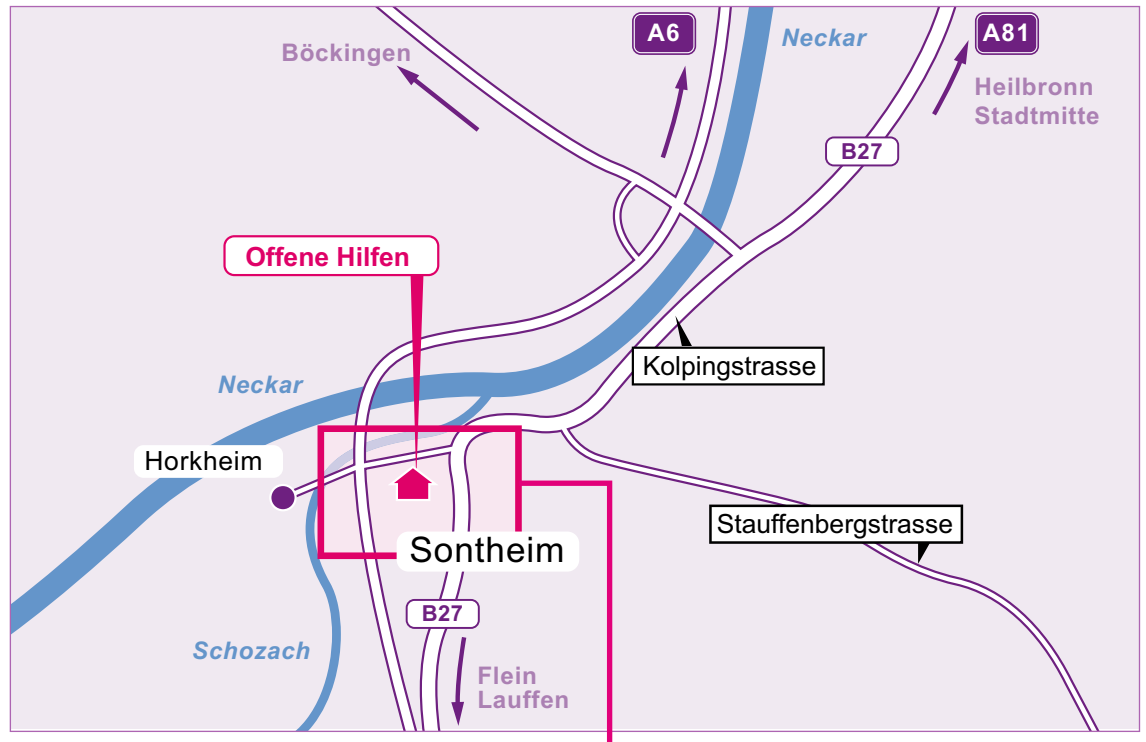 A6
Neckar
A81
Böckingen
Heilbronn
Stadtmitte
B27
Offene Hilfen
Kolpingstrasse
Neckar
Horkheim
Stauffenbergstrasse
Sontheim
B27
Schozach
Flein
Lauffen